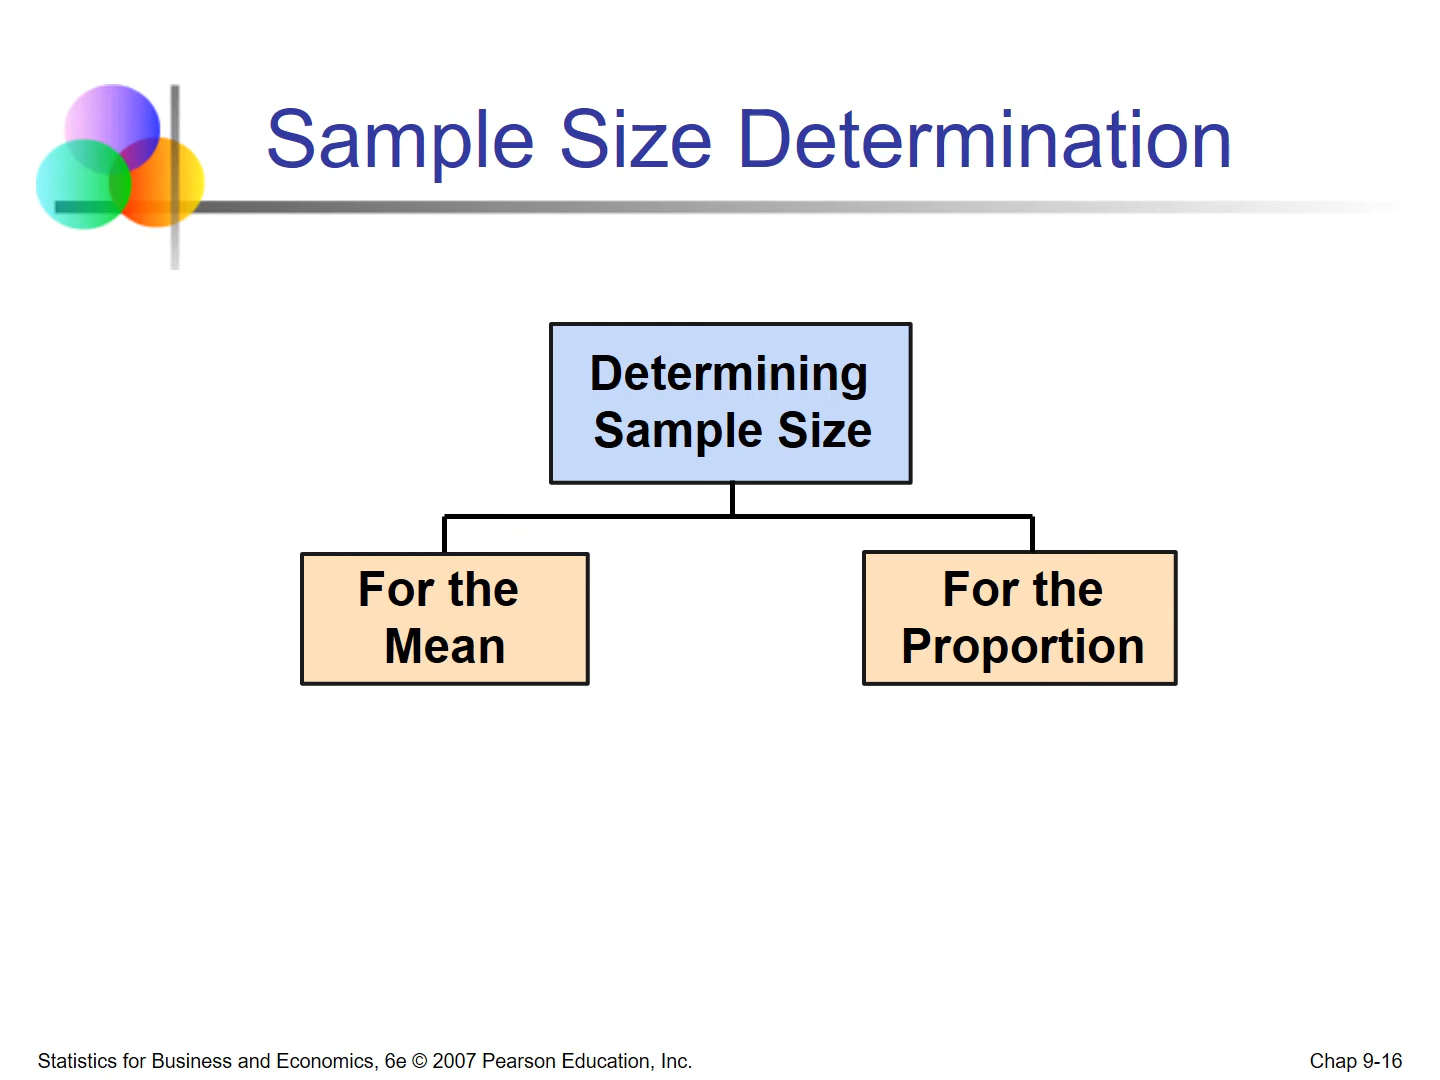 Sample Size Determination
Determining
Sample Size
For the
Mean
For the
Proportion
Statistics for Business and Economics, 6e © 2007 Pearson Education, Inc.
Chap 9-16